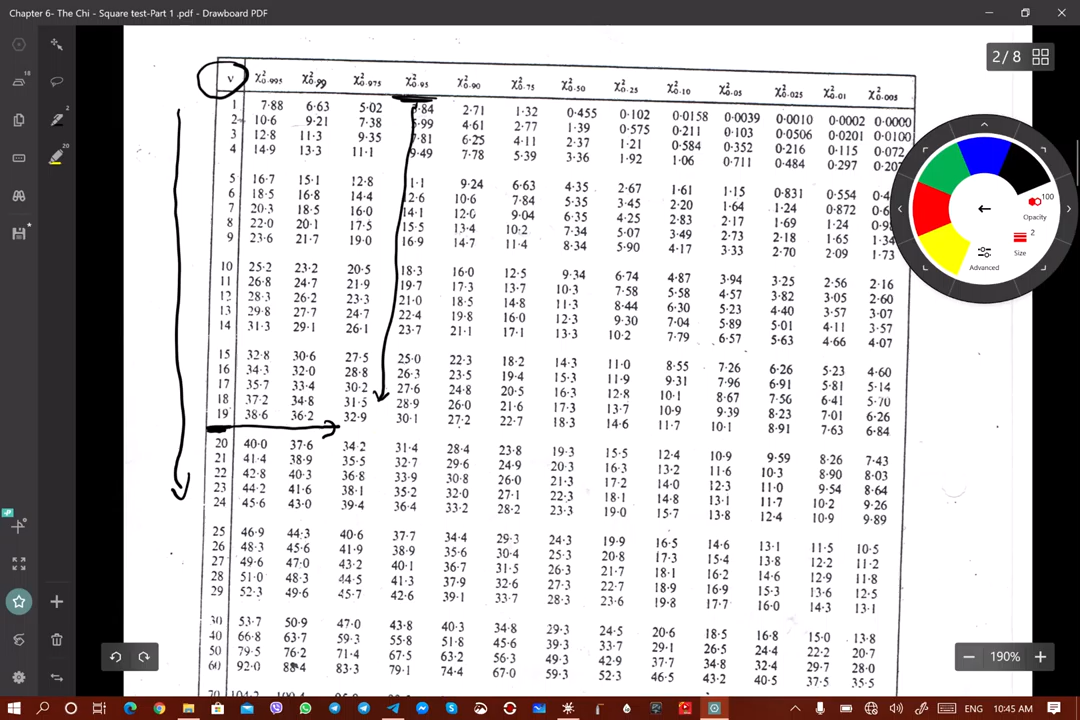 Chapter 6- The Chi - Square test-Part 1 .pdf - Drawboard PDF
2 / 8
ν χ²0·995 χ²0·99 χ²0·975 χ²0·95 χ²0·90 χ²0·75 χ²0·50 χ²0·25 χ²0·10 χ²0·05 χ²0·025 χ²0·01 χ²0·005
1 7·88 6·63 5·02 ·84 2·71 1·32 0·455 0·102 0·0158 0·0039 0·0010 0·0002 0·0000
2 10·6 9·21 7·38 ·99 4·61 2·77 1·39 0·575 0·211 0·103 0·0506 0·0201 0·0100
3 12·8 11·3 9·35 ·81 6·25 4·11 2·37 1·21 0·584 0·352 0·216 0·115 0·072
4 14·9 13·3 11·1 9·49 7·78 5·39 3·36 1·92 1·06 0·711 0·484 0·297 0·20
5 16·7 15·1 12·8 1·1 9·24 6·63 4·35 2·67 1·61 1·15 0·831 0·554 0·4
6 18·5 16·8 14·4 12·6 10·6 7·84 5·35 3·45 2·20 1·64 1·24 0·872 0·6
7 20·3 18·5 16·0 14·1 12·0 9·04 6·35 4·25 2·83 2·17 1·69 1·24 0·9
8 22·0 20·1 17·5 15·5 13·4 10·2 7·34 5·07 3·49 2·73 2·18 1·65 1·34
9 23·6 21·7 19·0 16·9 14·7 11·4 8·34 5·90 4·17 3·33 2·70 2·09 1·73
10 25·2 23·2 20·5 18·3 16·0 12·5 9·34 6·74 4·87 3·94 3·25 2·56 2·16
11 26·8 24·7 21·9 19·7 17·3 13·7 10·3 7·58 5·58 4·57 3·82 3·05 2·60
12 28·3 26·2 23·3 21·0 18·5 14·8 11·3 8·44 6·30 5·23 4·40 3·57 3·07
13 29·8 27·7 24·7 22·4 19·8 16·0 12·3 9·30 7·04 5·89 5·01 4·11 3·57
14 31·3 29·1 26·1 23·7 21·1 17·1 13·3 10·2 7·79 6·57 5·63 4·66 4·07
15 32·8 30·6 27·5 25·0 22·3 18·2 14·3 11·0 8·55 7·26 6·26 5·23 4·60
16 34·3 32·0 28·8 26·3 23·5 19·4 15·3 11·9 9·31 7·96 6·91 5·81 5·14
17 35·7 33·4 30·2 27·6 24·8 20·5 16·3 12·8 10·1 8·67 7·56 6·41 5·70
18 37·2 34·8 31·5 28·9 26·0 21·6 17·3 13·7 10·9 9·39 8·23 7·01 6·26
19 38·6 36·2 32·9 30·1 27·2 22·7 18·3 14·6 11·7 10·1 8·91 7·63 6·84
20 40·0 37·6 34·2 31·4 28·4 23·8 19·3 15·5 12·4 10·9 9·59 8·26 7·43
21 41·4 38·9 35·5 32·7 29·6 24·9 20·3 16·3 13·2 11·6 10·3 8·90 8·03
22 42·8 40·3 36·8 33·9 30·8 26·0 21·3 17·2 14·0 12·3 11·0 9·54 8·64
23 44·2 41·6 38·1 35·2 32·0 27·1 22·3 18·1 14·8 13·1 11·7 10·2 9·26
24 45·6 43·0 39·4 36·4 33·2 28·2 23·3 19·0 15·7 13·8 12·4 10·9 9·89
25 46·9 44·3 40·6 37·7 34·4 29·3 24·3 19·9 16·5 14·6 13·1 11·5 10·5
26 48·3 45·6 41·9 38·9 35·6 30·4 25·3 20·8 17·3 15·4 13·8 12·2 11·2
27 49·6 47·0 43·2 40·1 36·7 31·5 26·3 21·7 18·1 16·2 14·6 12·9 11·8
28 51·0 48·3 44·5 41·3 37·9 32·6 27·3 22·7 18·9 16·9 15·3 13·6 12·5
29 52·3 49·6 45·7 42·6 39·1 33·7 28·3 23·6 19·8 17·7 16·0 14·3 13·1
30 53·7 50·9 47·0 43·8 40·3 34·8 29·3 24·5 20·6 18·5 16·8 15·0 13·8
40 66·8 63·7 59·3 55·8 51·8 45·6 39·3 33·7 29·1 26·5 24·4 22·2 20·7
50 79·5 76·2 71·4 67·5 63·2 56·3 49·3 42·9 37·7 34·8 32·4 29·7 28·0
60 92·0 88·4 83·3 79·1 74·4 67·0 59·3 52·3 46·5 43·2 40·5 37·5 35·5
100
Opacity
2
Size
Advanced
18
2
20
190%
ENG 10:45 AM